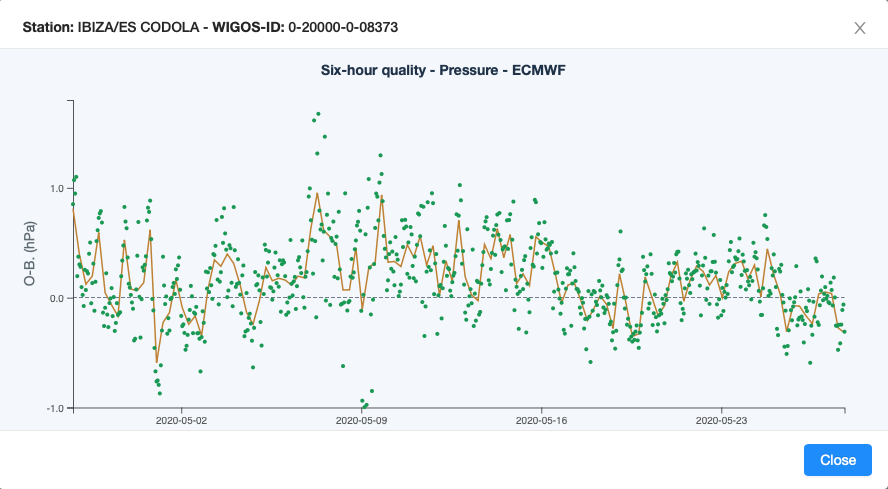 Station: IBIZA/ES CODOLA - WIGOS-ID: 0-20000-0-08373
X
Six-hour quality - Pressure - ECMWF
O-B. (hPa)
1.0
0.0
-1.0
2020-05-02
2020-05-09
2020-05-16
2020-05-23
Close